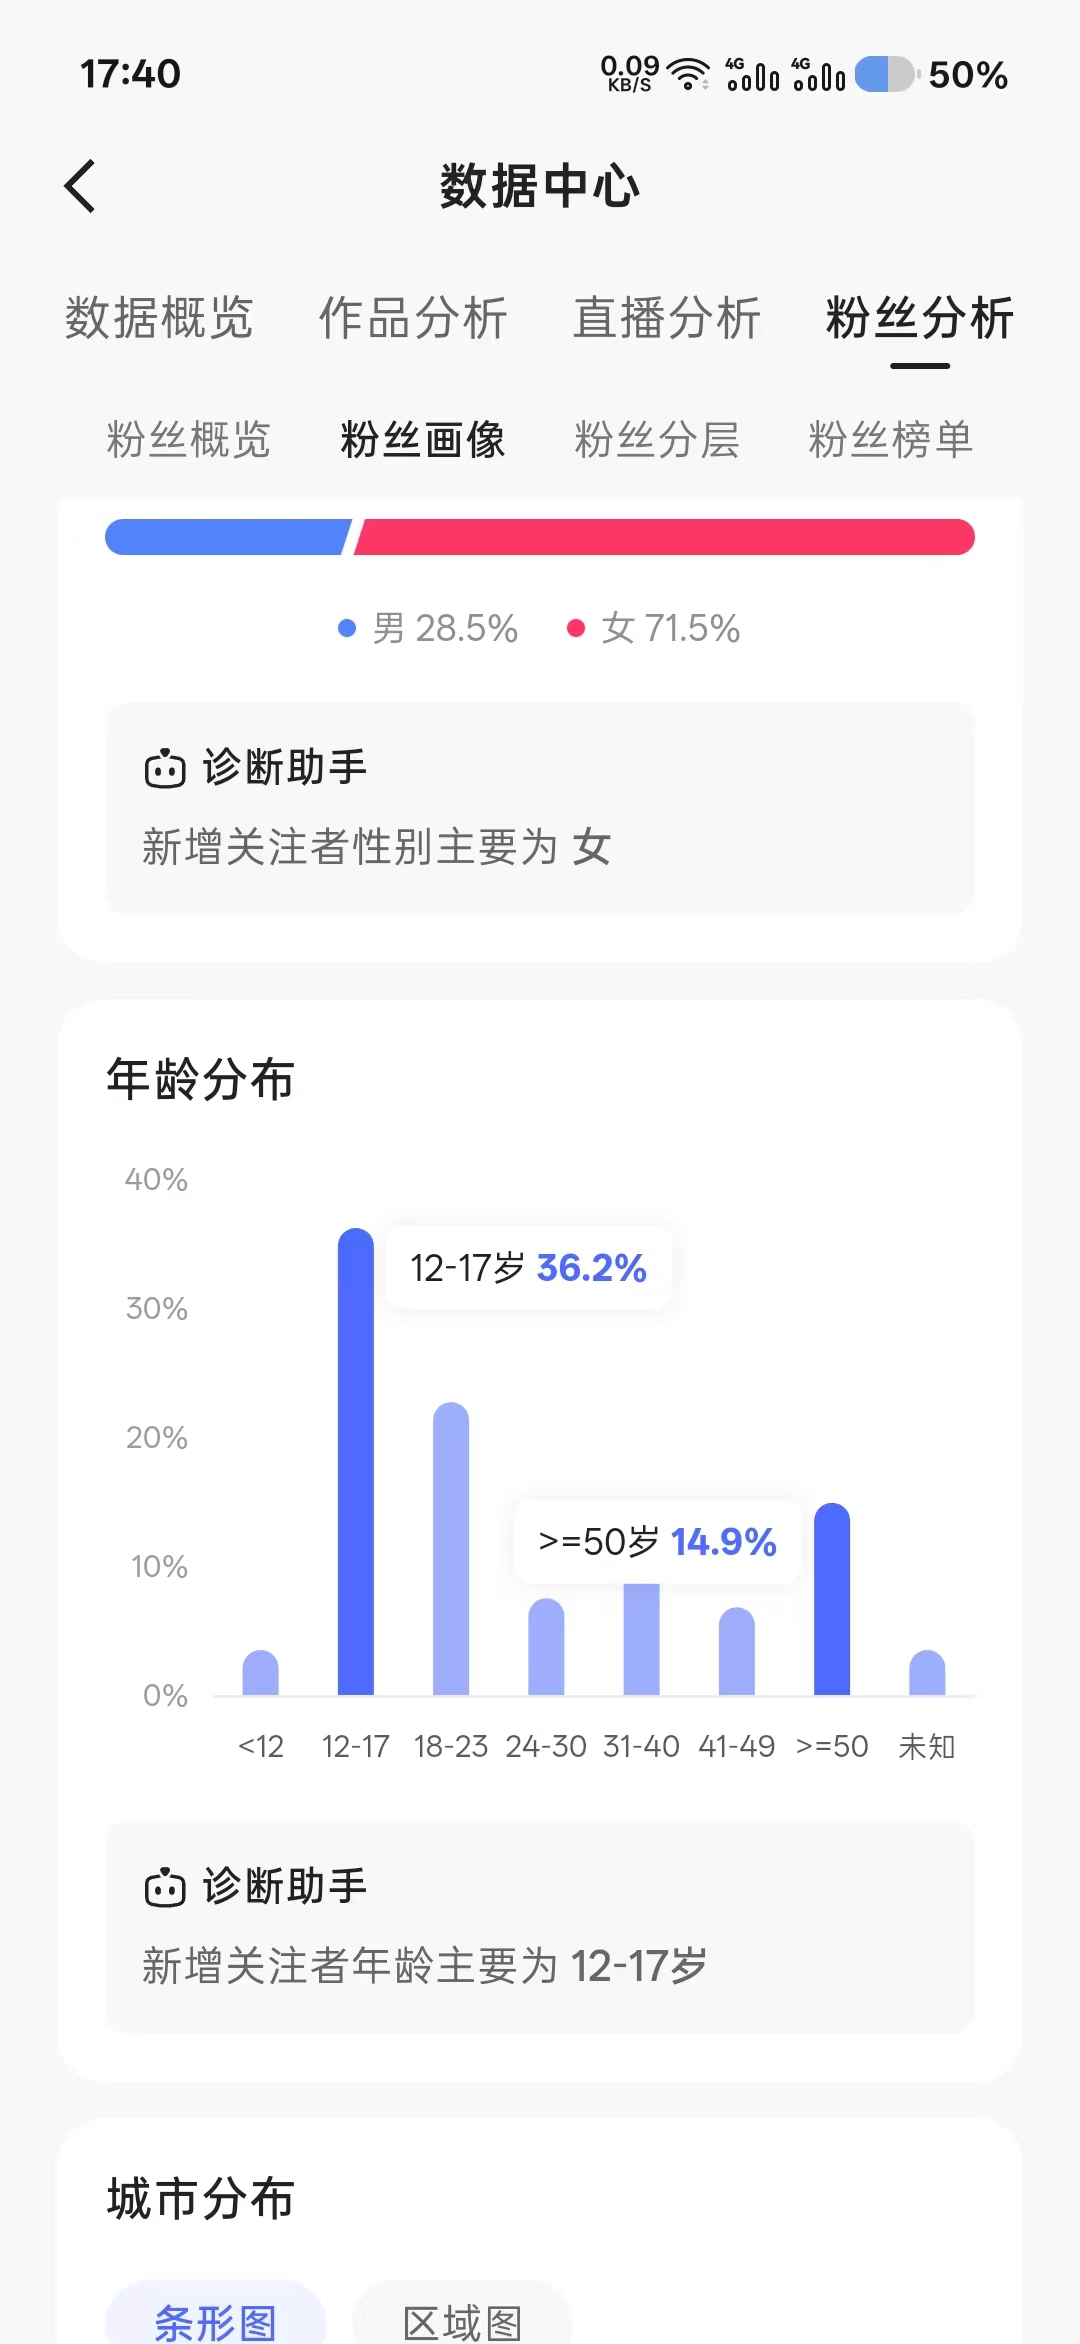 17:40
0.09 KB/S 4G 4G 50%
数据中心
数据概览 作品分析 直播分析 粉丝分析
粉丝概览 粉丝画像 粉丝分层 粉丝榜单
男 28.5% 女 71.5%
诊断助手
新增关注者性别主要为 女
年龄分布
40%
12-17岁 36.2%
30%
20%
>=50岁 14.9%
10%
0%
<12 12-17 18-23 24-30 31-40 41-49 >=50 未知
诊断助手
新增关注者年龄主要为 12-17岁
城市分布
条形图 区域图